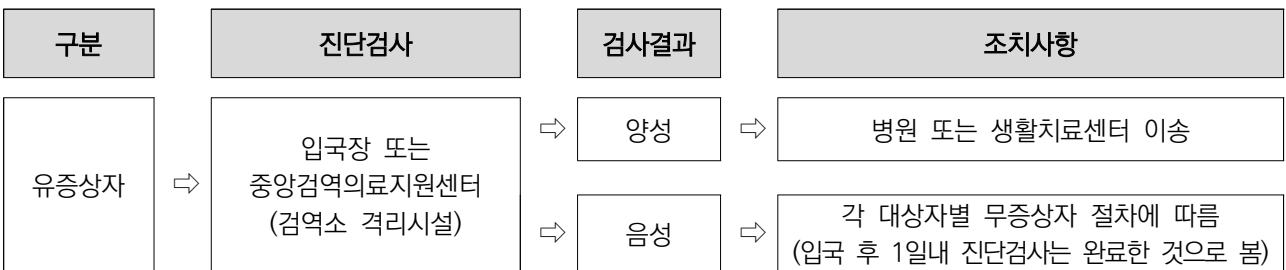 구분 진단검사 검사결과 조치사항
유증상자 ⇨ 입국장 또는
중앙검역의료지원센터
(검역소 격리시설)
⇨ 양성 ⇨ 병원 또는 생활치료센터 이송
⇨ 음성 ⇨ 각 대상자별 무증상자 절차에 따름
(입국 후 1일내 진단검사는 완료한 것으로 봄)